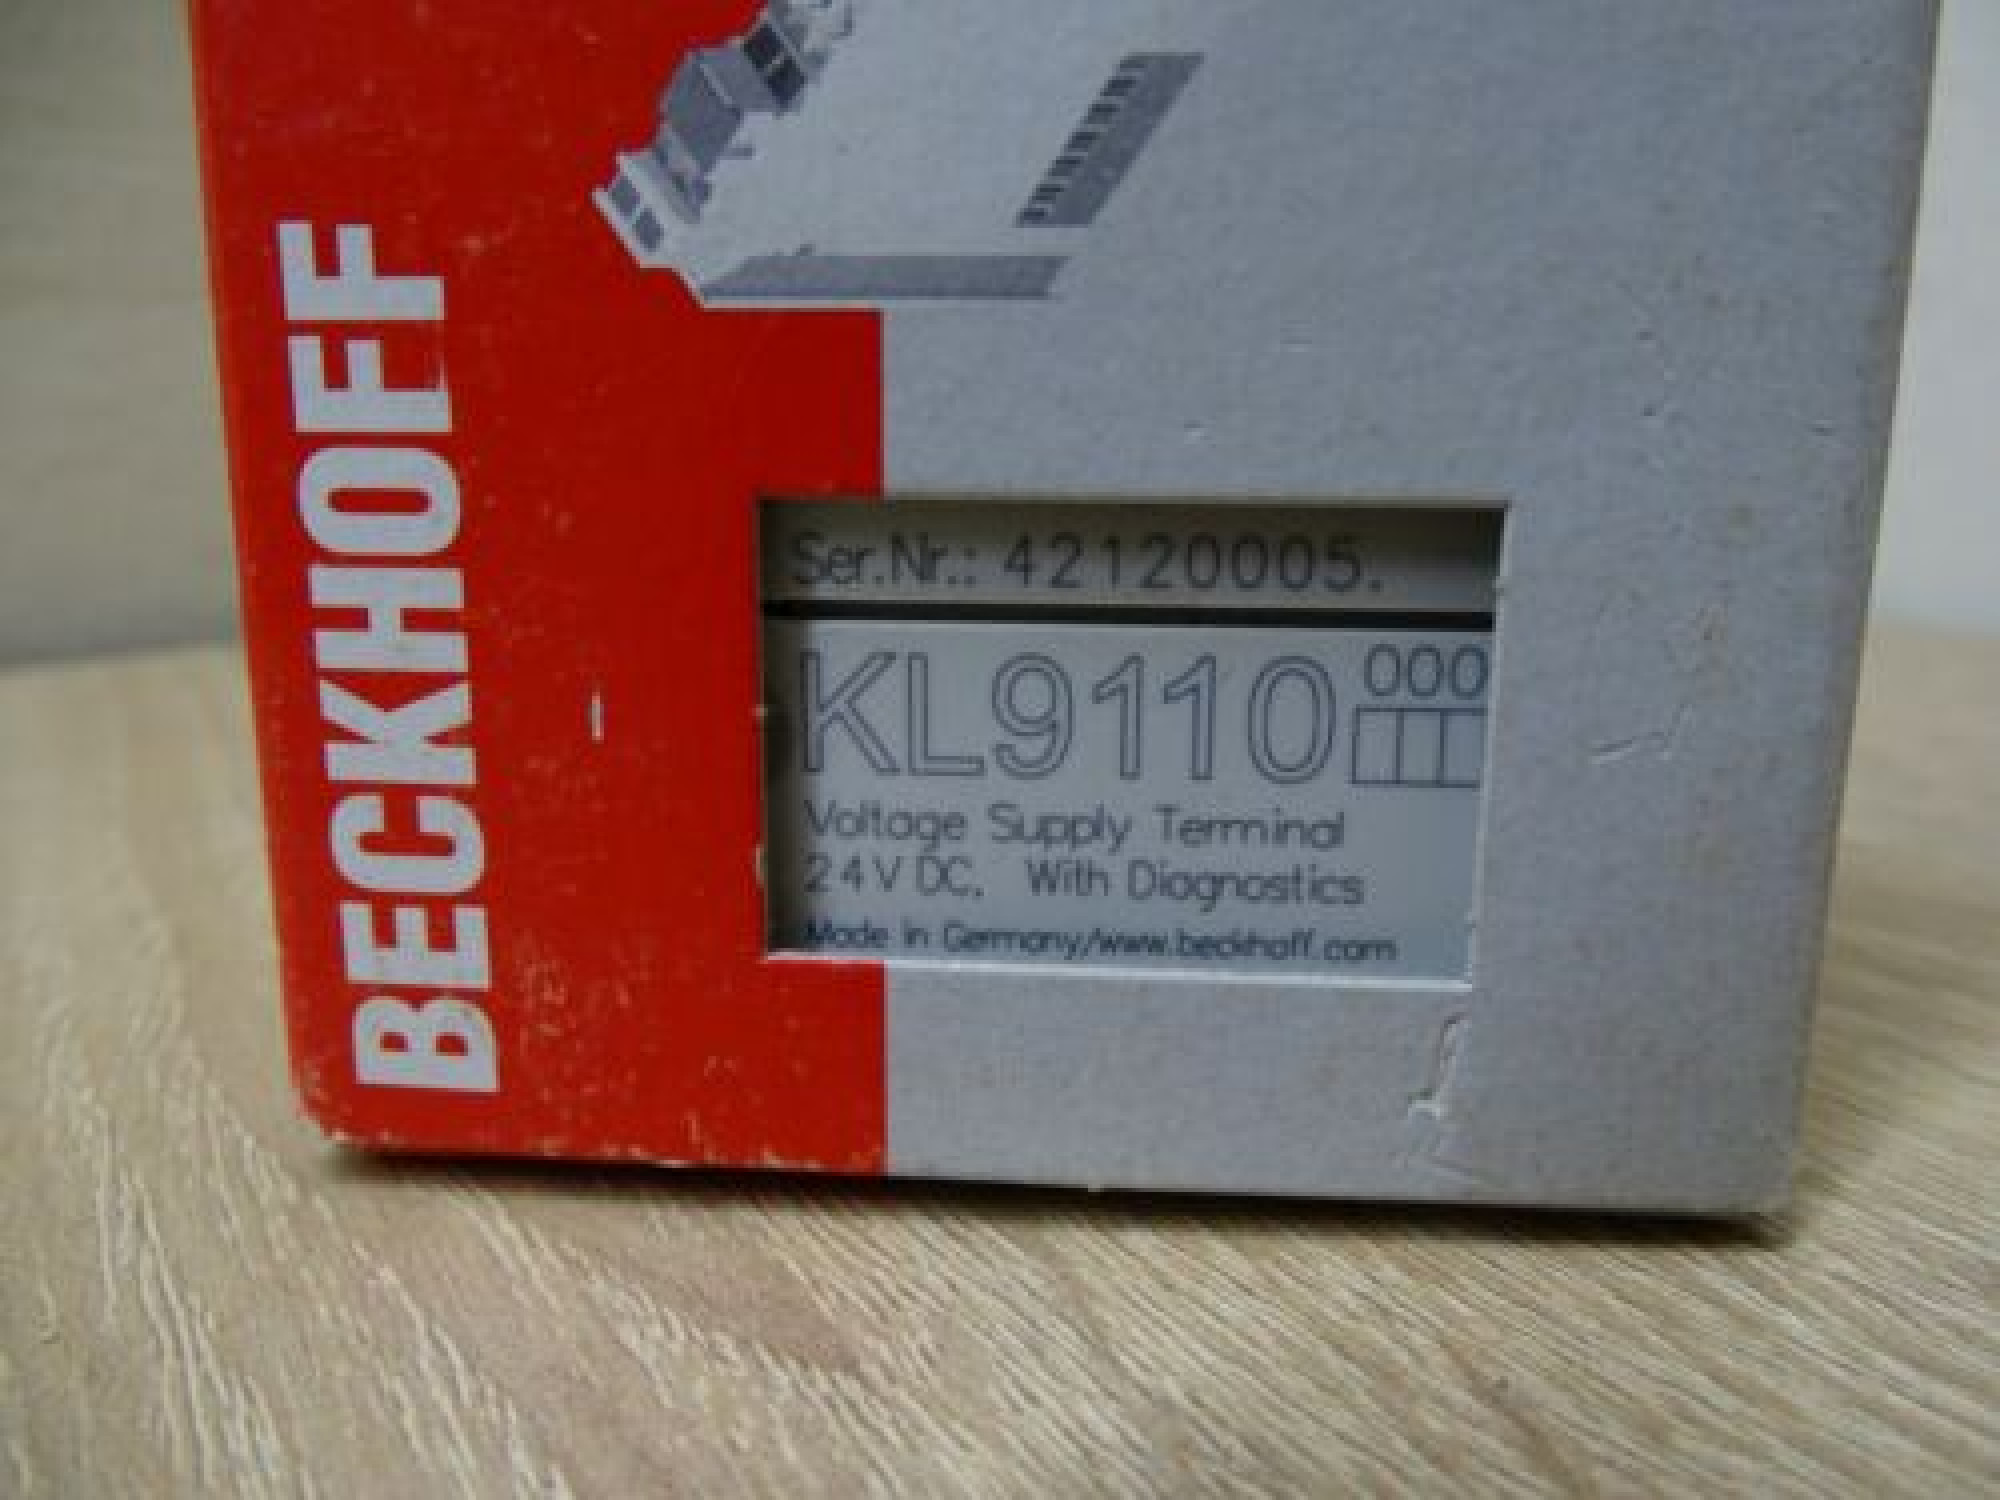 BECKHOFF
Ser.Nr.: 42120005.
KL9110 000
Voltage Supply Terminal
24V DC, With Diagnostics
Made in Germany/www.beckhoff.com